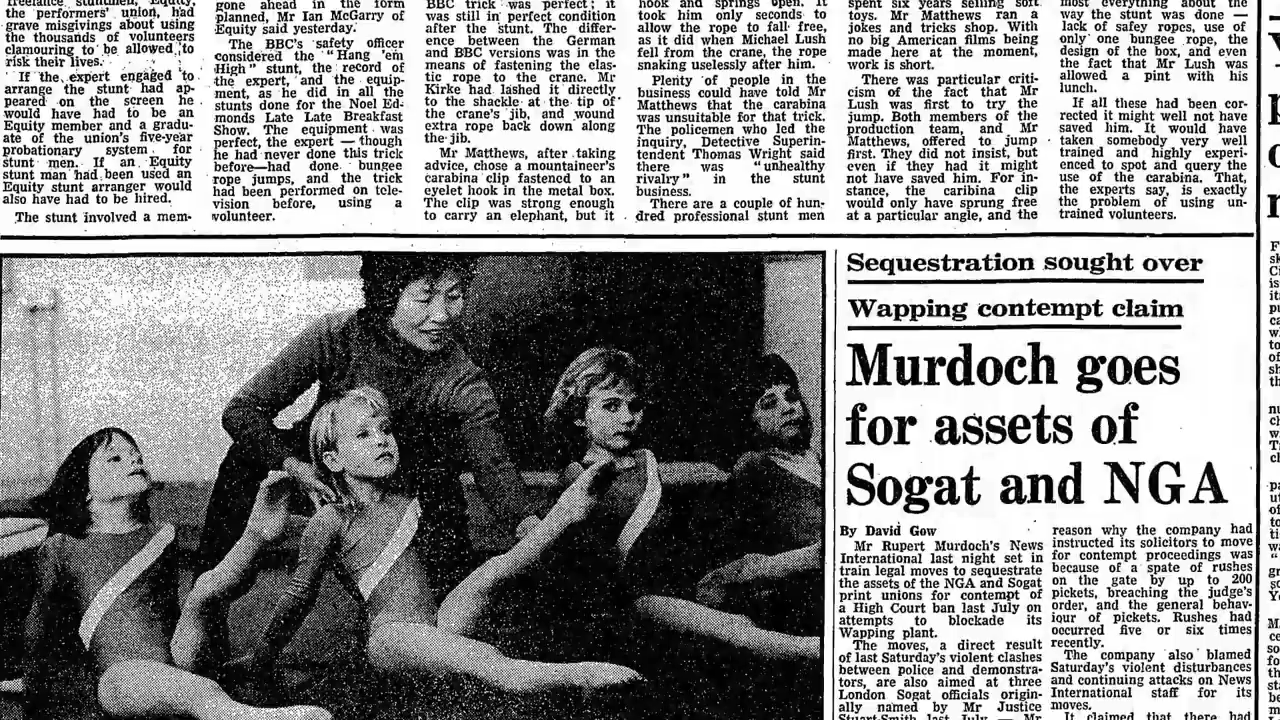 freelance stuntmen, Equity,
the performers' union, had
grave misgivings about using
the thousands of volunteers
clamouring to be allowed to
risk their lives.
If the expert engaged to
arrange the stunt had ap-
peared on the screen he
would have had to be an
Equity member and a gradu-
ate of the union's five-year
probationary system for
stunt men. If an Equity
stunt man had been used an
Equity stunt arranger would
also have had to be hired.
The stunt involved a mem-
gone ahead in the form
planned, Mr Ian McGarry of
Equity said yesterday.
The BBC's safety officer
considered the "Hang 'em
High" stunt, the record of
the expert, and the equip-
ment, as he did in all the
stunts done for the Noel Ed-
monds Late Late Breakfast
Show. The equipment was
perfect, the expert — though
he had never done this trick
before—had done bungee
rope jumps, and the trick
had been performed on tele-
vision before, using a
volunteer.
BBC trick was perfect; it
was still in perfect condition
after the stunt. The differ-
ence between the German
and BBC versions was in the
means of fastening the elas-
tic rope to the crane. Mr
Kirke had lashed it directly
to the shackle at the tip of
the crane's jib, and wound
extra rope back down along
the jib.
Mr Matthews, after taking
advice, chose a mountaineer's
carabina clip fastened to an
eyelet hook in the metal box.
The clip was strong enough
to carry an elephant, but it
hook and springs open. It
took him only seconds to
allow the rope to fall free,
as it did when Michael Lush
fell from the crane, the rope
snaking uselessly after him.
Plenty of people in the
business could have told Mr
Matthews that the carabina
was unsuitable for that trick.
The policemen who led the
inquiry, Detective Superin-
tendent Thomas Wright said
there was "unhealthy
rivalry" in the stunt
business.
There are a couple of hun-
dred professional stunt men
spent six years selling soft
toys. Mr Matthews ran a
jokes and tricks shop. With
no big American films being
made here at the moment,
work is short.
There was particular criti-
cism of the fact that Mr
Lush was first to try the
jump. Both members of the
production team, and Mr
Matthews, offered to jump
first. They did not insist, but
even if they had it might
not have saved him. For in-
stance, the caribina clip
would only have sprung free
at a particular angle, and the
most everything about the
way the stunt was done —
lack of safety ropes, use of
only one bungee rope, the
design of the box, and even
the fact that Mr Lush was
allowed a pint with his
lunch.
If all these had been cor-
rected it might well not have
saved him. It would have
taken somebody very well
trained and highly experi-
enced to spot and query the
use of the carabina. That,
the experts say, is exactly
the problem of using un-
trained volunteers.
Sequestration sought over
Wapping contempt claim
Murdoch goes
for assets of
Sogat and NGA
By David Gow
Mr Rupert Murdoch's News
International last night set in
train legal moves to sequestrate
the assets of the NGA and Sogat
print unions for contempt of
a High Court ban last July on
attempts to blockade its
Wapping plant.
The moves, a direct result
of last Saturday's violent clashes
between police and demonstra-
tors, are also aimed at three
London Sogat officials origin-
ally named by Mr Justice
Stuart-Smith last July — Mr
reason why the company had
instructed its solicitors to move
for contempt proceedings was
because of a spate of rushes
on the gate by up to 200
pickets, breaching the judge's
order, and the general behav-
iour of pickets. Rushes had
occurred five or six times
recently.
The company also blamed
Saturday's violent disturbances
and continuing attacks on News
International staff for its
moves.
It claimed that there had